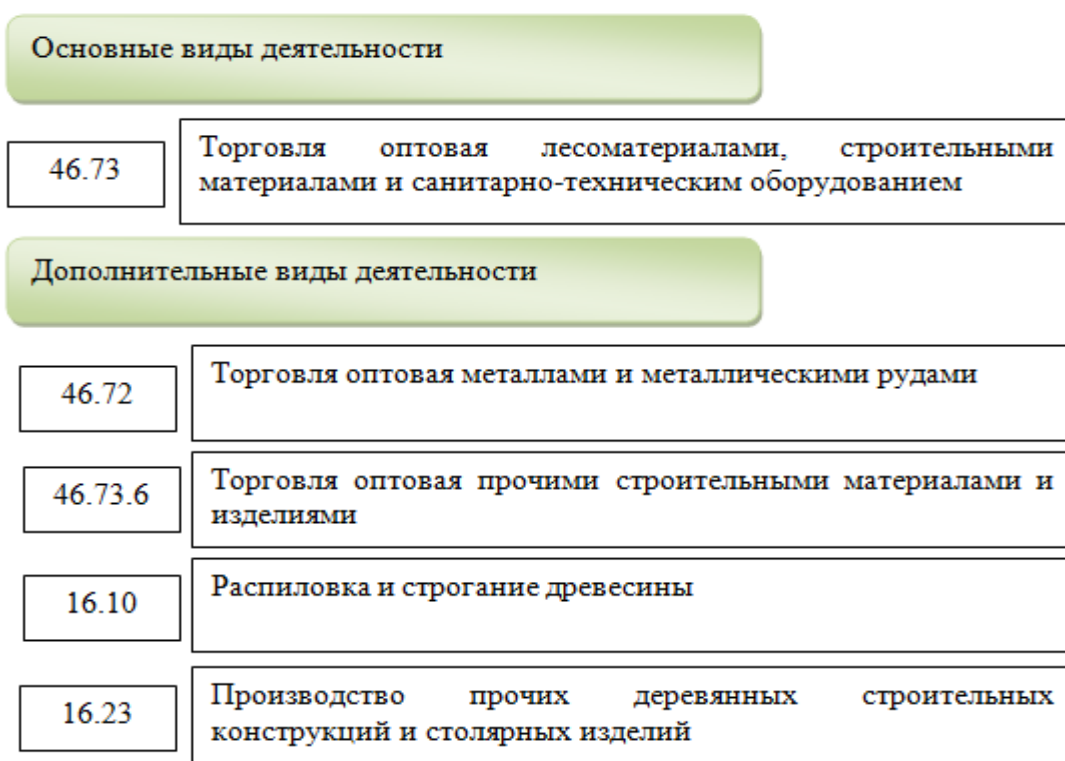 Основные виды деятельности
46.73
Торговля оптовая лесоматериалами, строительными
материалами и санитарно-техническим оборудованием
Дополнительные виды деятельности
46.72
Торговля оптовая металлами и металлическими рудами
46.73.6
Торговля оптовая прочими строительными материалами и
изделиями
16.10
Распиловка и строгание древесины
16.23
Производство прочих деревянных строительных
конструкций и столярных изделий